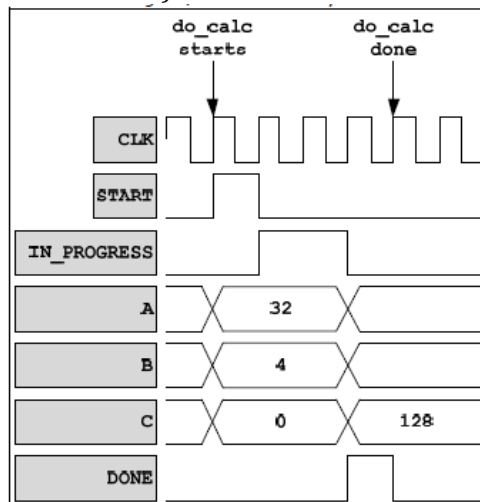 do_calc do_calc
starts done
CLK
START
IN_PROGRESS
A 32
B 4
C 0 128
DONE